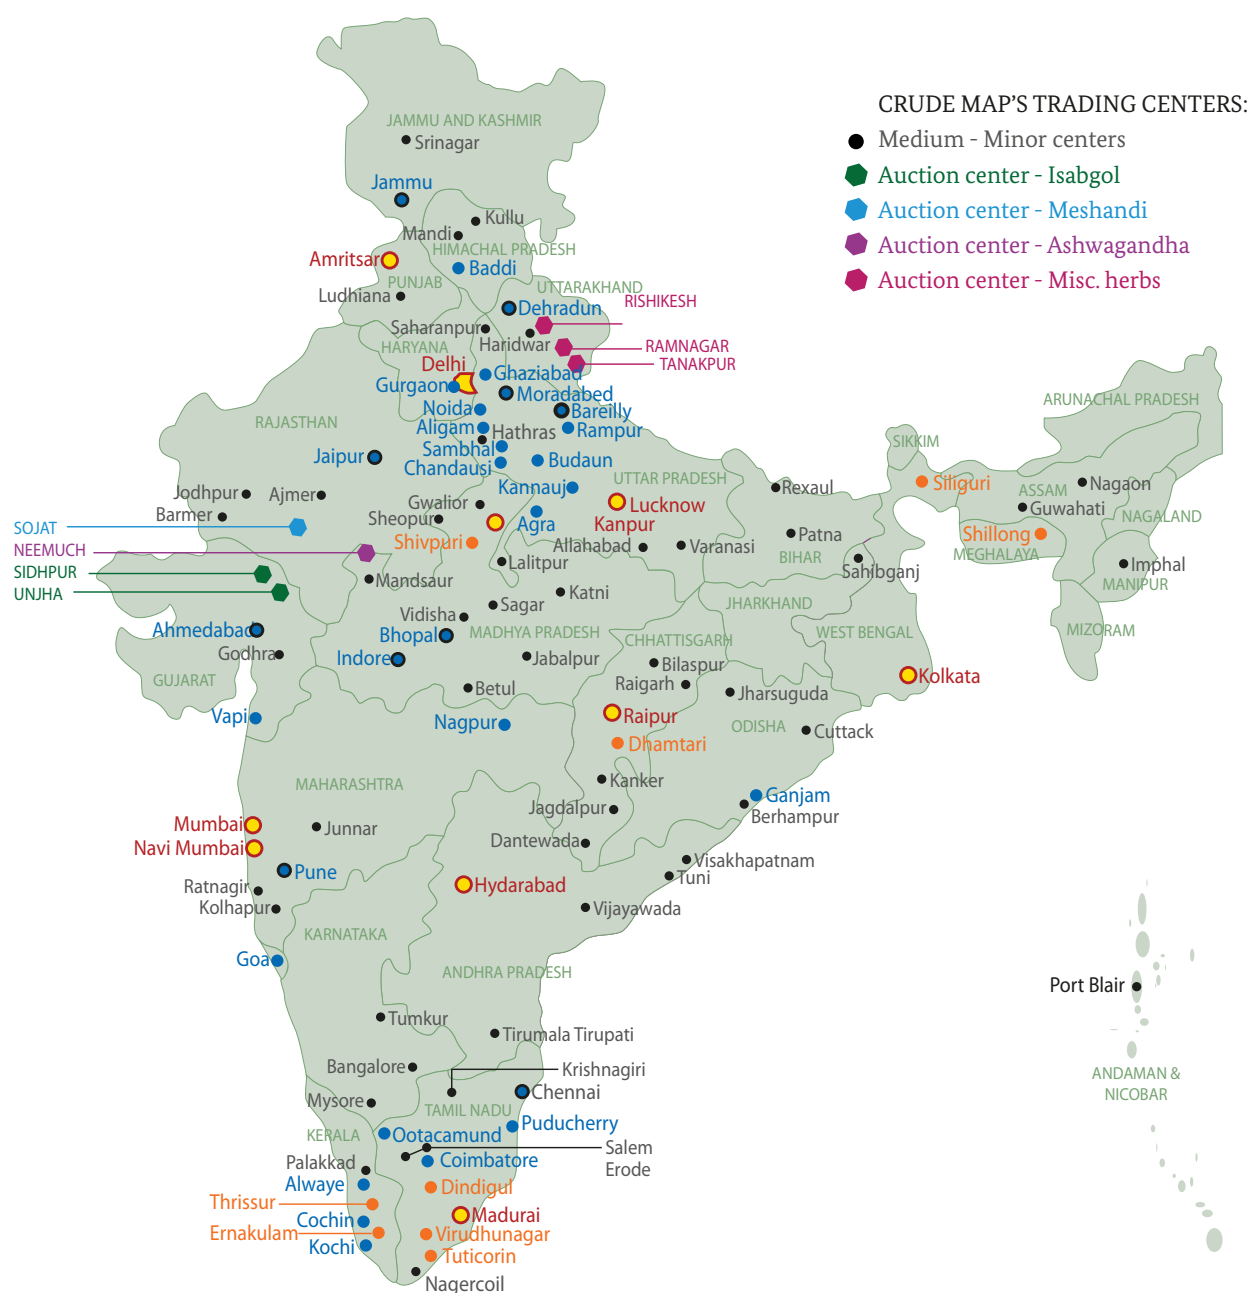 CRUDE MAP'S TRADING CENTERS:
Medium - Minor centers
Auction center - Isabgol
Auction center - Meshandi
Auction center - Ashwagandha
Auction center - Misc. herbs
JAMMU AND KASHMIR
Srinagar
Jammu
Kullu
Mandi
HIMACHAL PRADESH
Amritsar
Baddi
PUNJAB
UTTARAKHAND
Ludhiana
RISHIKESH
Dehradun
Saharanpur
Haridwar
HARYANA
RAMNAGAR
TANAKPUR
Delhi
Ghaziabad
Gurgaon
Moradabed
ARUNACHAL PRADESH
Noida
Bareilly
RAJASTHAN
Aligam
Hathras
Rampur
SIKKIM
Sambhal
Jaipur
Chandausi
Budaun
UTTAR PRADESH
Siliguri
Nagaon
Kannauj
Rexaul
ASSAM
Jodhpur
Ajmer
Gwalior
Lucknow
Guwahati
Barmer
Sheopur
Kanpur
Agra
NAGALAND
SOJAT
Shivpuri
Patna
Shillong
NEEMUCH
Allahabad
Varanasi
BIHAR
MEGHALAYA
Lalitpur
Imphal
SIDHPUR
Sahibganj
Mandsaur
MANIPUR
UNJHA
Katni
Sagar
JHARKHAND
Vidisha
Ahmedabad
Bhopal
MADHYA PRADESH
CHHATTISGARH
WEST BENGAL
MIZORAM
Godhra
Indore
Jabalpur
Bilaspur
Kolkata
GUJARAT
Raigarh
Betul
Jharsuguda
Vapi
Nagpur
Raipur
ODISHA
Cuttack
Dhamtari
MAHARASHTRA
Kanker
Ganjam
Jagdalpur
Berhampur
Mumbai
Junnar
Navi Mumbai
Dantewada
Visakhapatnam
Pune
Tuni
Ratnagir
Hydarabad
Kolhapur
Vijayawada
KARNATAKA
Goa
ANDHRA PRADESH
Port Blair
Tumkur
Tirumala Tirupati
Bangalore
Krishnagiri
ANDAMAN &
NICOBAR
Chennai
Mysore
TAMIL NADU
Puducherry
KERALA
Ootacamund
Salem
Erode
Palakkad
Coimbatore
Alwaye
Dindigul
Thrissur
Madurai
Cochin
Ernakulam
Virudhunagar
Kochi
Tuticorin
Nagercoil